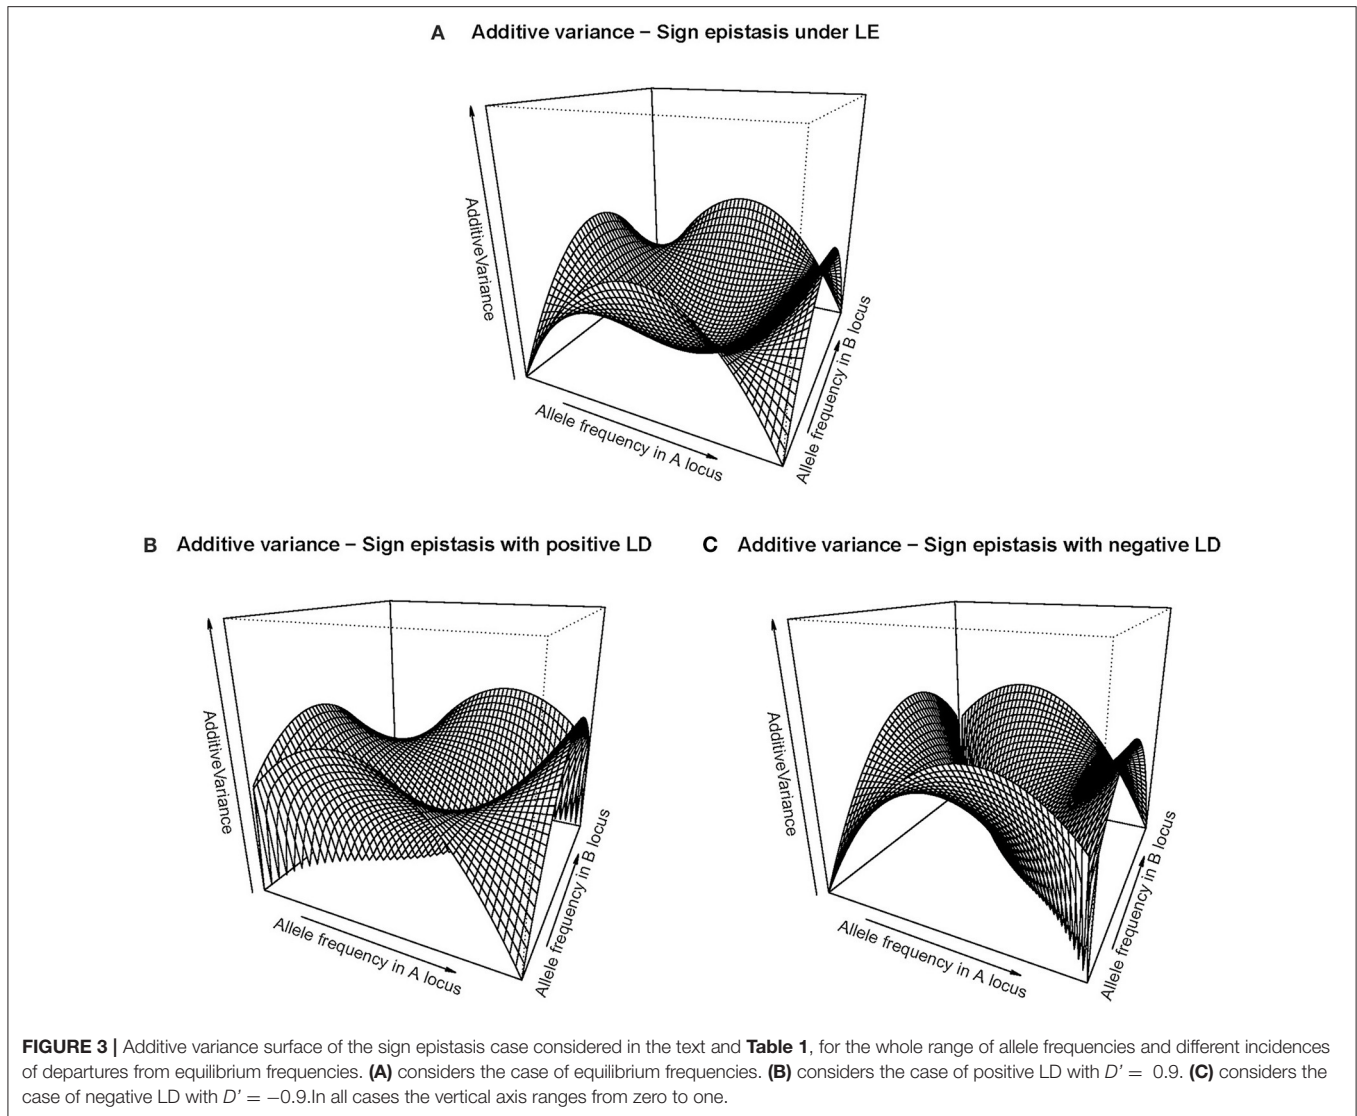 A Additive variance – Sign epistasis under LE
AdditiveVariance
Allele frequency in A locus
Allele frequency in B locus
B Additive variance – Sign epistasis with positive LD
AdditiveVariance
Allele frequency in A locus
Allele frequency in B locus
C Additive variance – Sign epistasis with negative LD
AdditiveVariance
Allele frequency in A locus
Allele frequency in B locus
FIGURE 3 | Additive variance surface of the sign epistasis case considered in the text and Table 1, for the whole range of allele frequencies and different incidences
of departures from equilibrium frequencies. (A) considers the case of equilibrium frequencies. (B) considers the case of positive LD with D’ = 0.9. (C) considers the
case of negative LD with D’ = −0.9.In all cases the vertical axis ranges from zero to one.